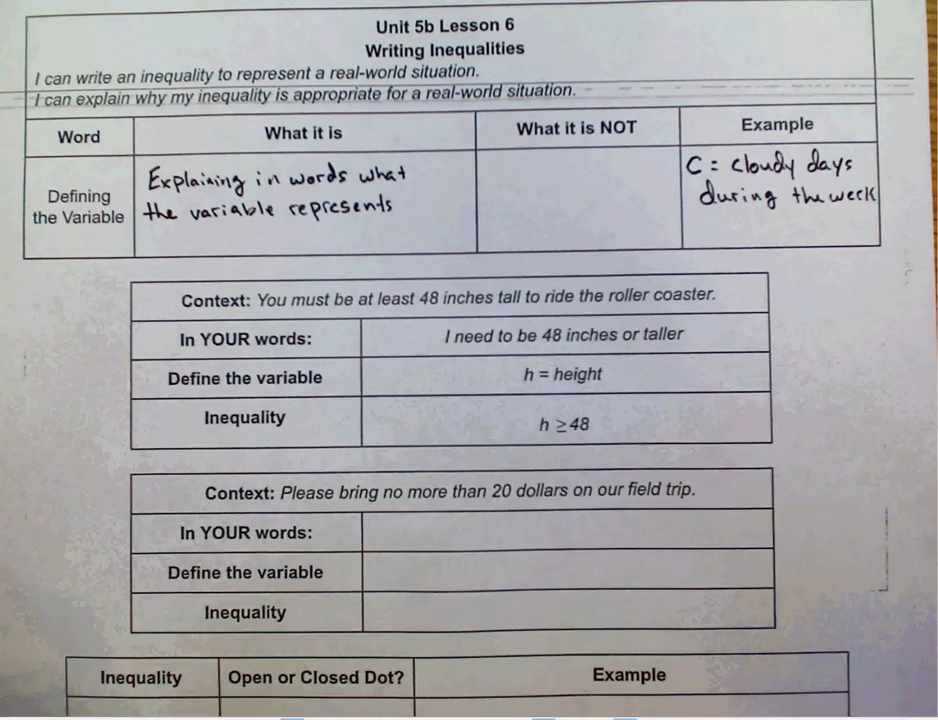 Unit 5b Lesson 6
Writing Inequalities
I can write an inequality to represent a real-world situation.
I can explain why my inequality is appropriate for a real-world situation.
Word
What it is
What it is NOT
Example
Defining
the Variable
Explaining in words what
the variable represents
C = cloudy days
during the week
Context: You must be at least 48 inches tall to ride the roller coaster.
In YOUR words:
I need to be 48 inches or taller
Define the variable
h = height
Inequality
h ≥ 48
Context: Please bring no more than 20 dollars on our field trip.
In YOUR words:
Define the variable
Inequality
Inequality
Open or Closed Dot?
Example